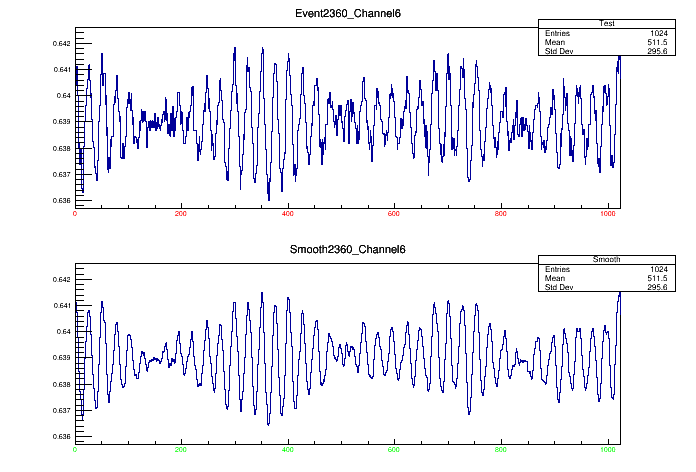 Event2360_Channel6
Test
Entries 1024
Mean 511.5
Std Dev 295.6
0.642
0.641
0.64
0.639
0.638
0.637
0.636
0 200 400 600 800 1000
Smooth2360_Channel6
Smooth
Entries 1024
Mean 511.5
Std Dev 295.6
0.642
0.641
0.64
0.639
0.638
0.637
0.636
0 200 400 600 800 1000